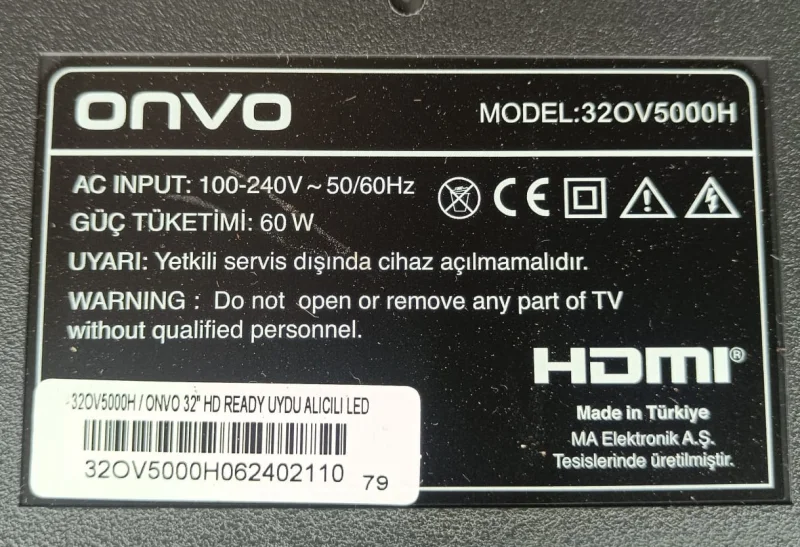 onvo
MODEL:32OV5000H
AC INPUT: 100-240V ~ 50/60Hz
GÜÇ TÜKETİMİ: 60 W
UYARI: Yetkili servis dışında cihaz açılmamalıdır.
WARNING : Do not open or remove any part of TV
without qualified personnel.
HDMI®
Made in Türkiye
MA Elektronik A.Ş.
Tesislerinde üretilmiştir.
32OV5000H / ONVO 32" HD READY UYDU ALICILI LED
32OV5000H062402110
79